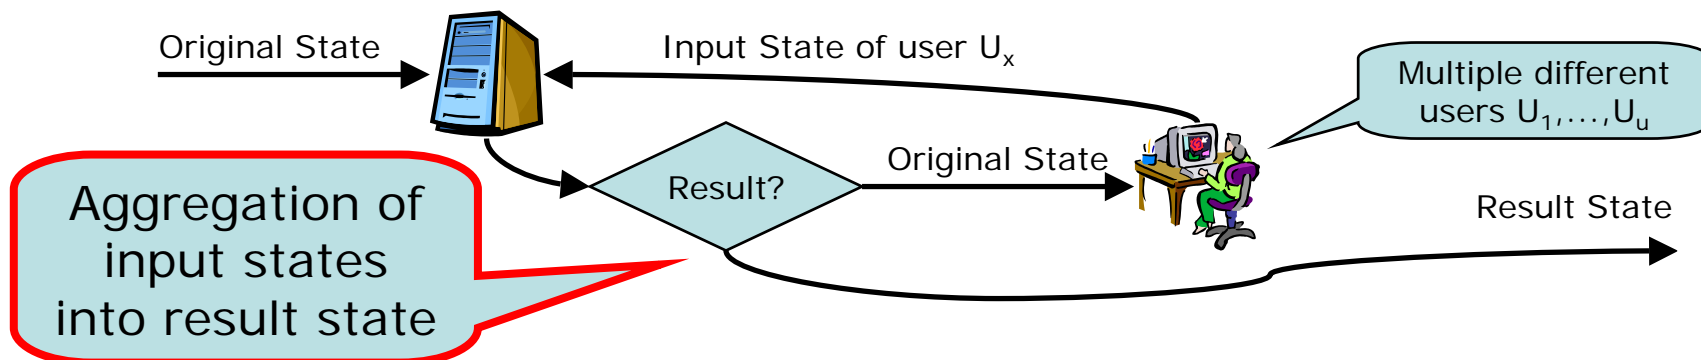 Original State
Input State of user Uₓ
Multiple different
users U₁,...,Uᵤ
Original State
Result?
Result State
Aggregation of
input states
into result state